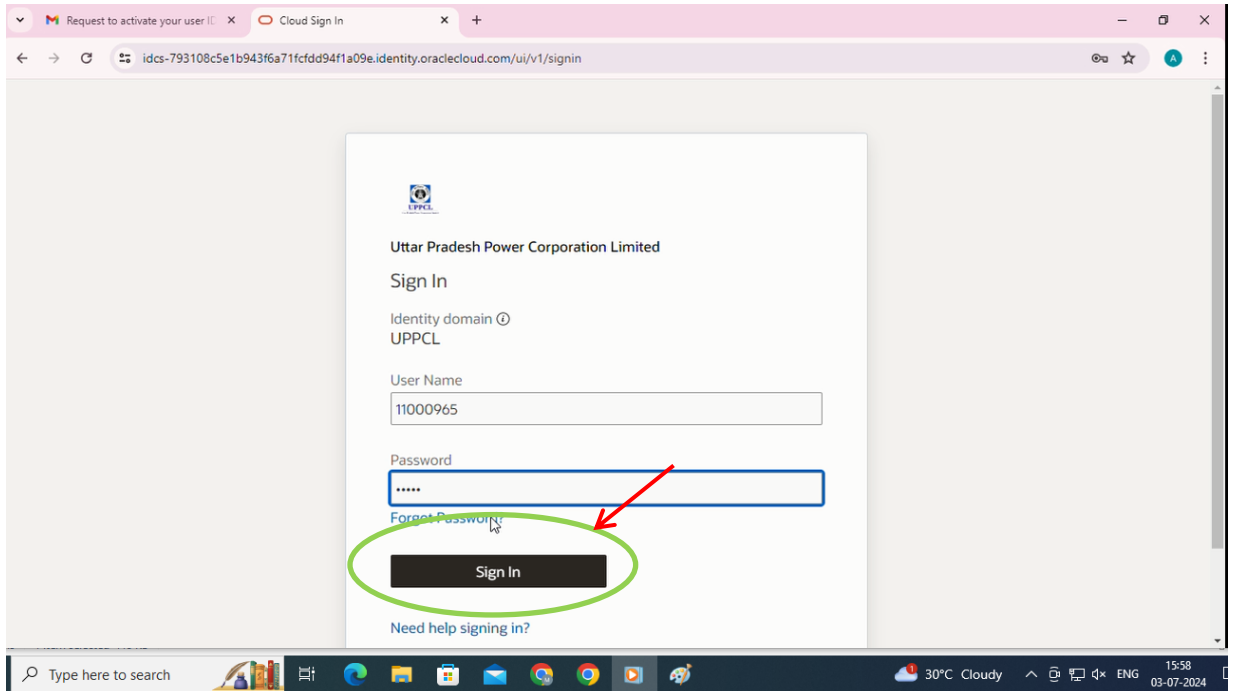 Request to activate your user ID
Cloud Sign In
idcs-793108c5e1b943f6a71fcfdd94f1a09e.identity.oraclecloud.com/ui/v1/signin
A
UPPCL
Uttar Pradesh Power Corporation Limited
Sign In
Identity domain
UPPCL
User Name
11000965
Password
•••••
Forgot Password?
Sign In
Need help signing in?
Type here to search
30°C Cloudy
ENG
15:58
03-07-2024